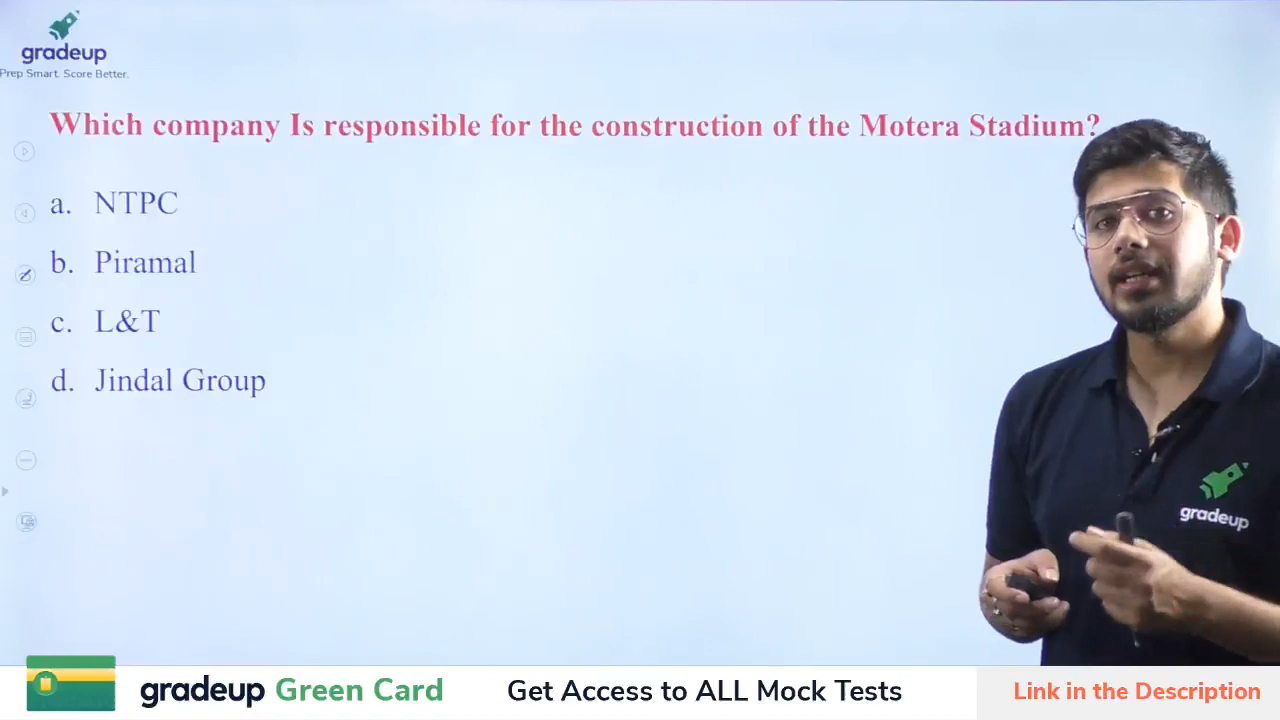 gradeup
Prep Smart. Score Better.
Which company Is responsible for the construction of the Motera Stadium?
a. NTPC
b. Piramal
c. L&T
d. Jindal Group
gradeup
gradeup Green Card
Get Access to ALL Mock Tests
Link in the Description